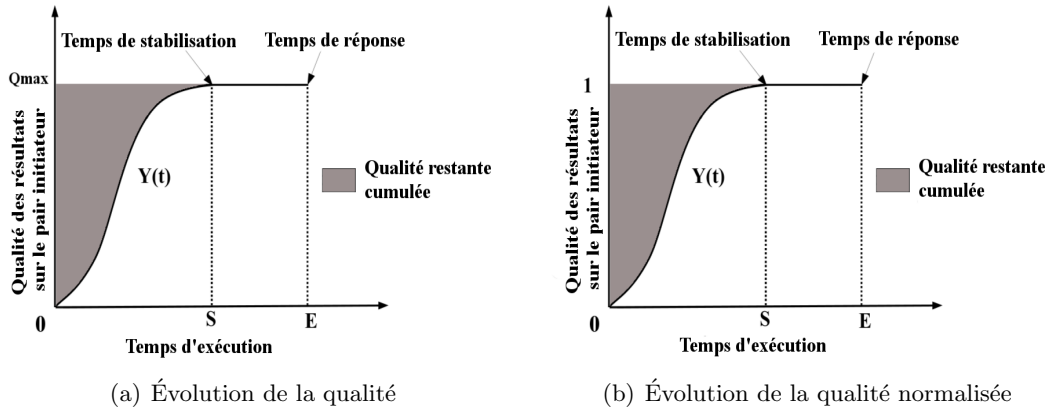 Temps de stabilisation
Temps de réponse
Qmax
Qualité des résultats
sur le pair initiateur
Y(t)
Qualité restante
cumulée
0
S
E
Temps d'exécution
(a) Évolution de la qualité
Temps de stabilisation
Temps de réponse
1
Qualité des résultats
sur le pair initiateur
Y(t)
Qualité restante
cumulée
0
S
E
Temps d'exécution
(b) Évolution de la qualité normalisée